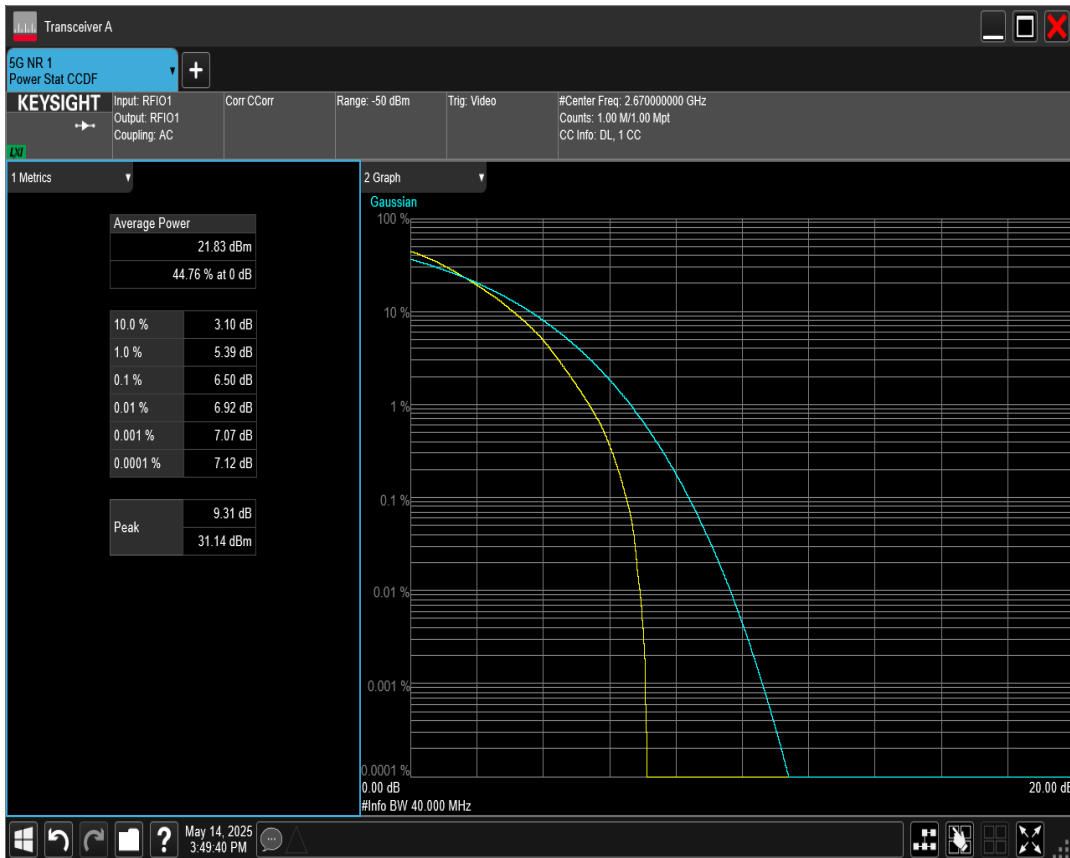 Transceiver A
5G NR 1
Power Stat CCDF
+
KEYSIGHT
LXI
Input: RFIO1
Output: RFIO1
Coupling: AC
Corr CCorr
Range: -50 dBm
Trig: Video
#Center Freq: 2.670000000 GHz
Counts: 1.00 M/1.00 Mpt
CC Info: DL, 1 CC
1 Metrics
Average Power
21.83 dBm
44.76 % at 0 dB
10.0 % 3.10 dB
1.0 % 5.39 dB
0.1 % 6.50 dB
0.01 % 6.92 dB
0.001 % 7.07 dB
0.0001 % 7.12 dB
Peak
9.31 dB
31.14 dBm
2 Graph
Gaussian
100 %
10 %
1 %
0.1 %
0.01 %
0.001 %
0.0001 %
0.00 dB 20.00 dB
#Info BW 40.000 MHz
?
May 14, 2025
3:49:40 PM